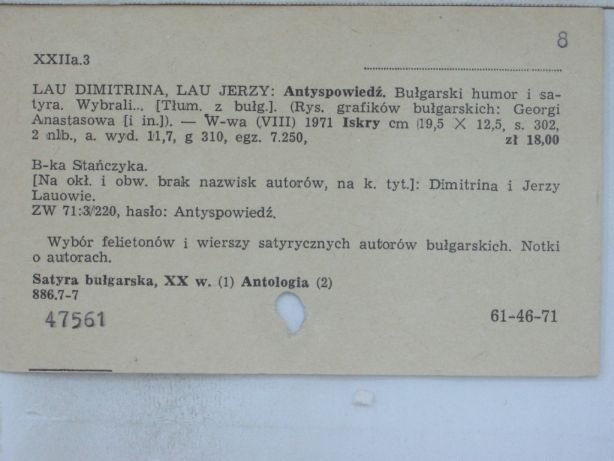 8
XXIIa.3
LAU DIMITRINA, LAU JERZY: Antyspowiedź. Bułgarski humor i sa-
tyra. Wybrali... [Tłum. z bułg.]. (Rys. grafików bułgarskich: Georgi
Anastasowa [i in.]). — W-wa (VIII) 1971 Iskry cm (19,5 × 12,5, s. 302,
2 nlb., a. wyd. 11,7, g 310, egz. 7.250, zł 18,00
B-ka Stańczyka.
[Na okł. i obw. brak nazwisk autorów, na k. tyt.]: Dimitrina i Jerzy
Lauowie.
ZW 71:3/220, hasło: Antyspowiedź.
Wybór felietonów i wierszy satyrycznych autorów bułgarskich. Notki
o autorach.
Satyra bułgarska, XX w. (1) Antologia (2)
886.7-7
47561
61-46-71